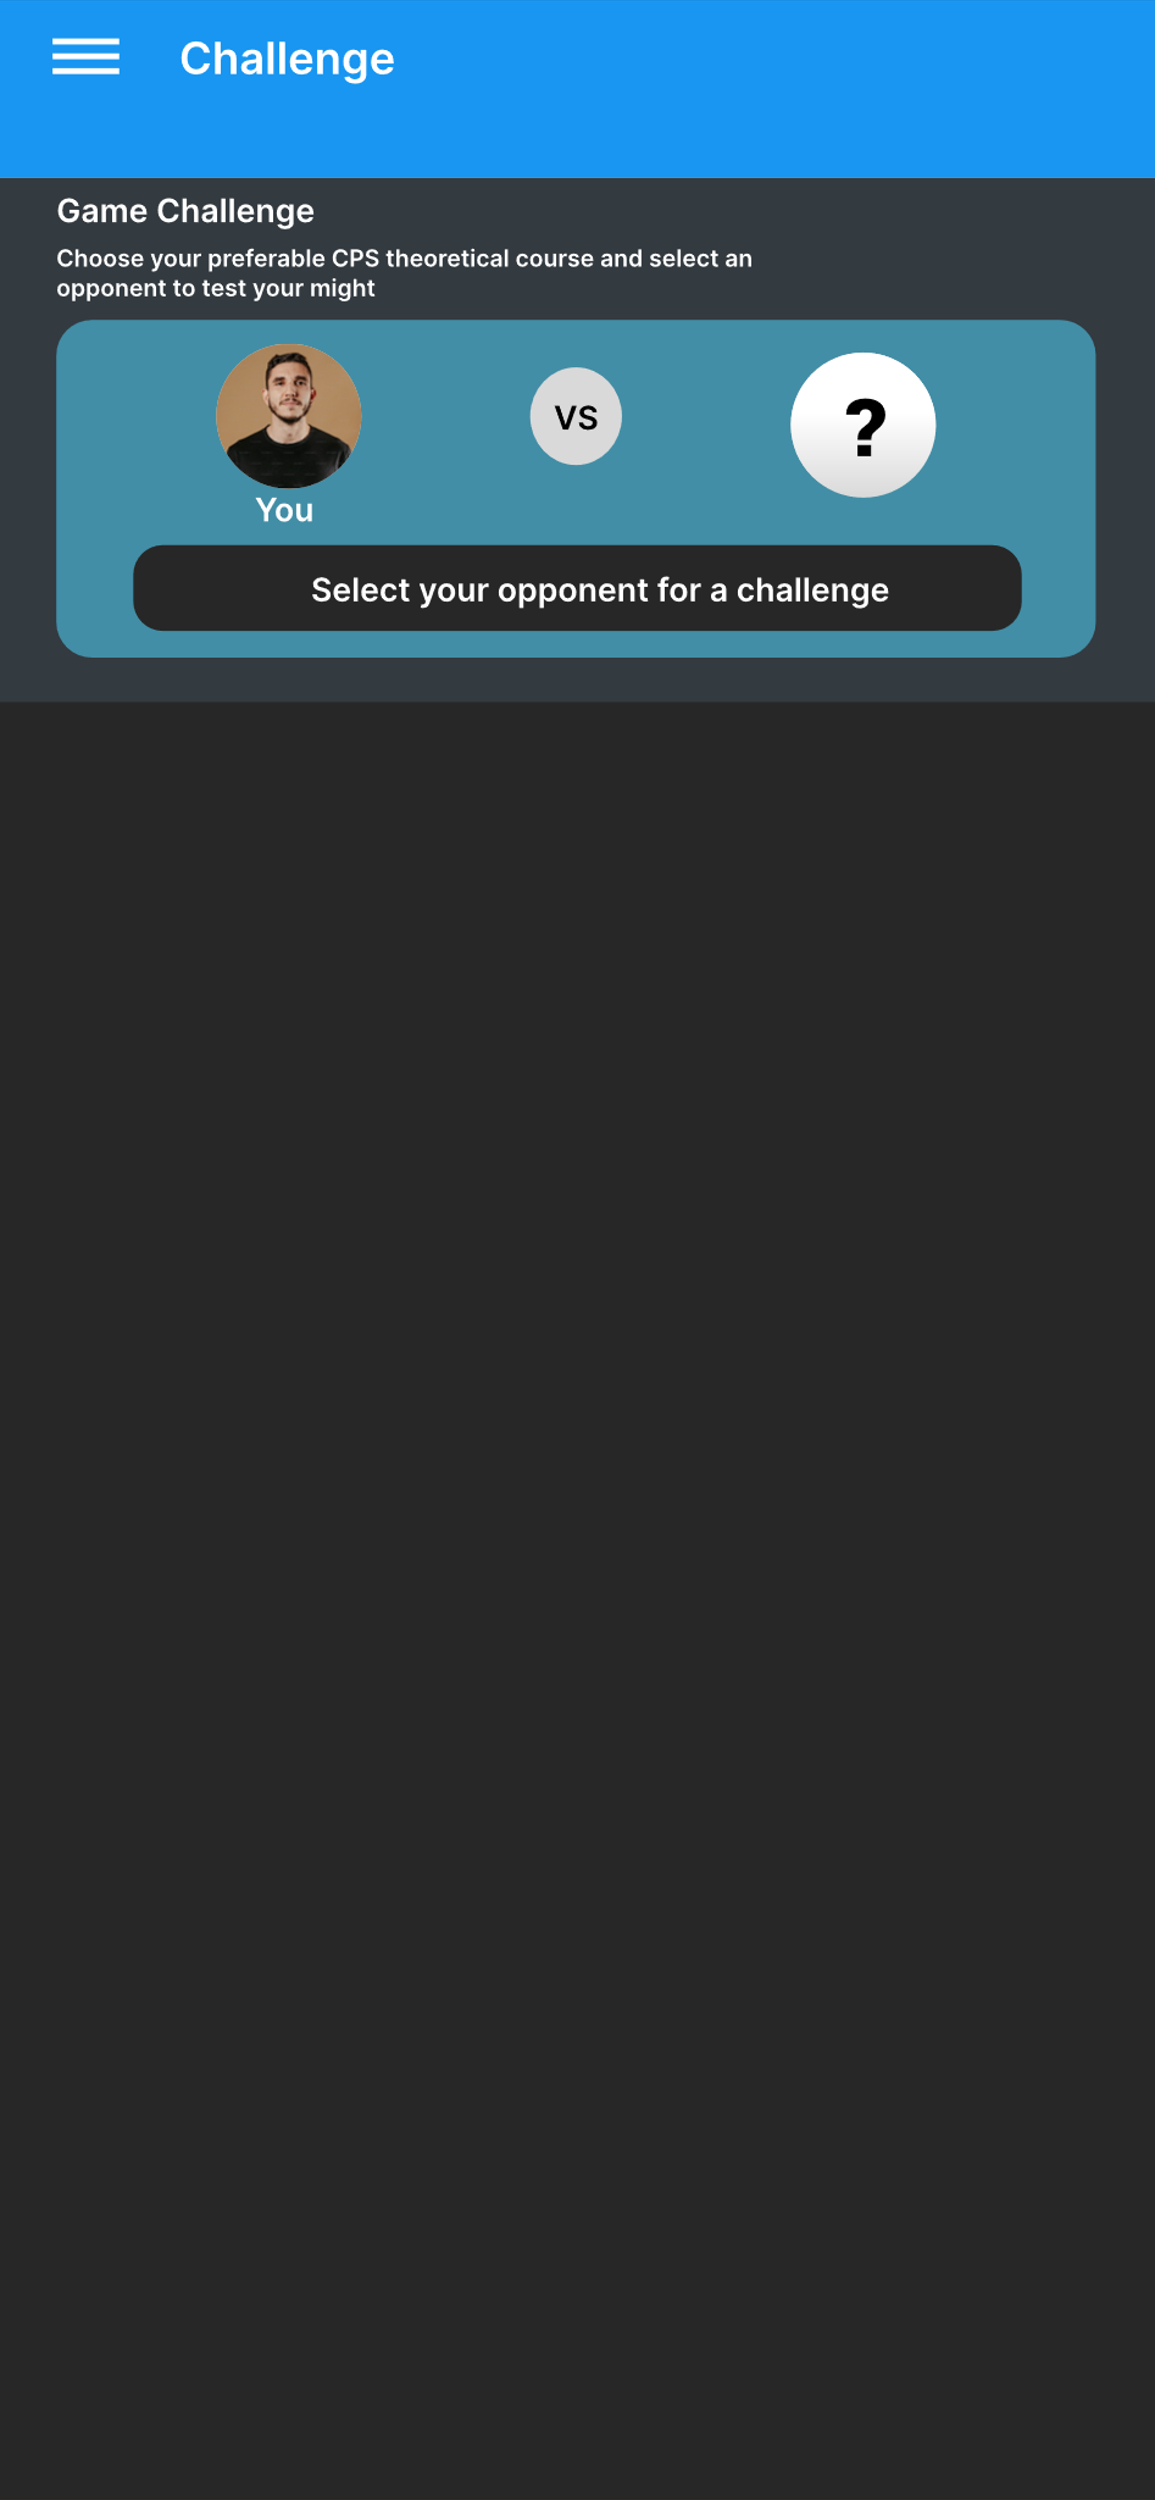 Challenge
Game Challenge
Choose your preferable CPS theoretical course and select an
opponent to test your might
VS
?
You
Select your opponent for a challenge